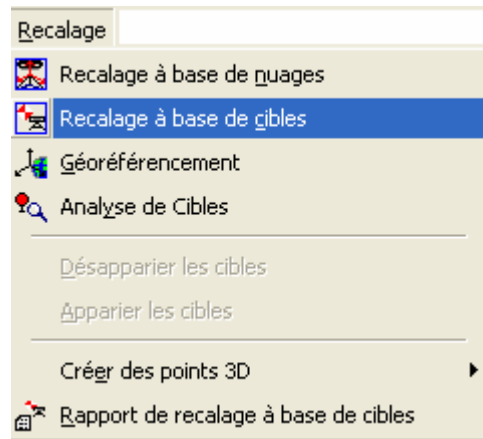 Recalage
Recalage à base de nuages
Recalage à base de cibles
Géoréférencement
Analyse de Cibles
Désapparier les cibles
Apparier les cibles
Créer des points 3D
Rapport de recalage à base de cibles